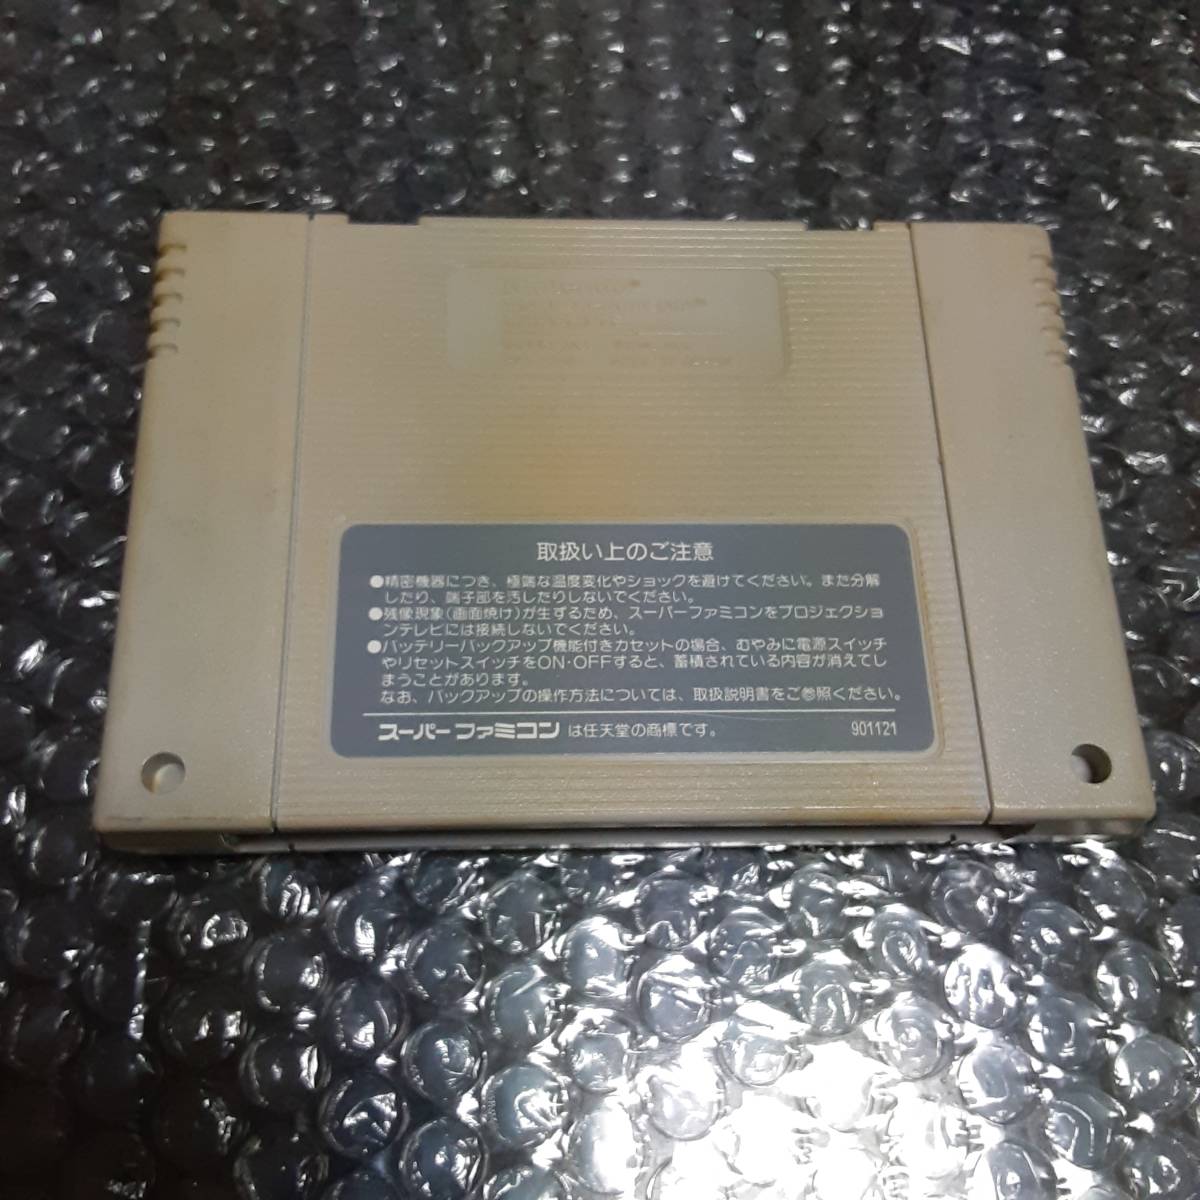 取扱い上のご注意
●精密機器につき、極端な温度変化やショックを避けてください。また分解
したり、端子部を汚したりしないでください。
●残像現象(画面焼け)が生ずるため、スーパーファミコンをプロジェクショ
ンテレビには接続しないでください。
●バッテリーバックアップ機能付きカセットの場合、むやみに電源スイッチ
やリセットスイッチをON・OFFすると、蓄積されている内容が消えてし
まうことがあります。
なお、バックアップの操作方法については、取扱説明書をご参照ください。
スーパーファミコンは任天堂の商標です。 901121